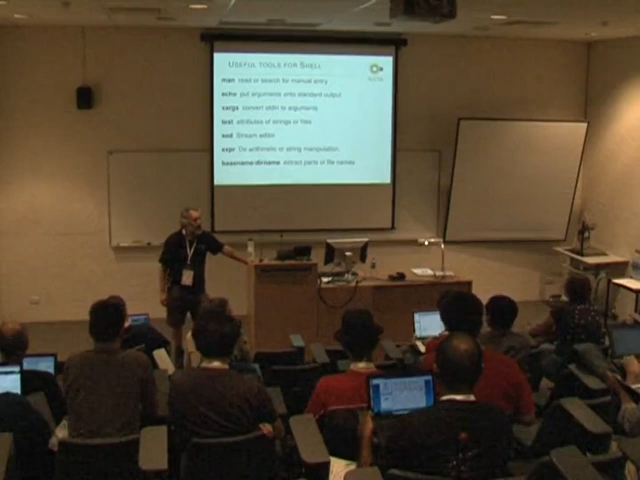 USEFUL TOOLS FOR SHELL
man read or search for manual entry
echo put arguments onto standard output
xargs convert stdin to arguments
test attributes of strings or files
sed Stream editor
expr Do arithmetic or string manipulation.
basename/dirname extract parts of file names